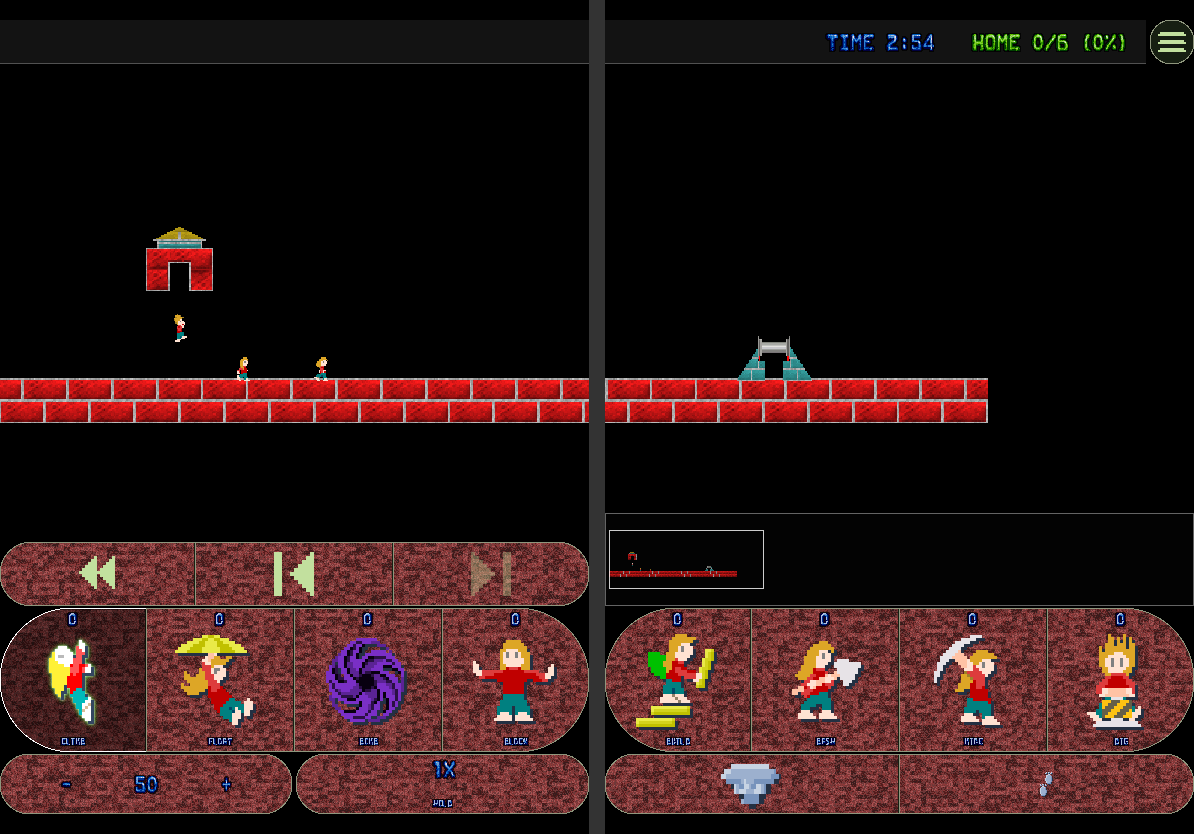 TIME 2:54 HOME 0/6 (0%)
0 0 0 0 0 0 0 0
CLIMB FLOAT BOMB BLOCK BUILD BASH MINE DIG
- 50 + 1X
HOLD